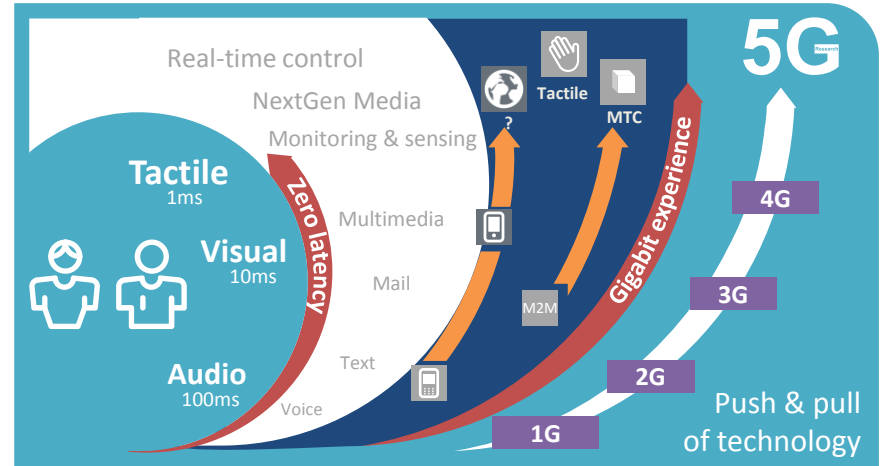 Real-time control
NextGen Media
Monitoring & sensing
Multimedia
Mail
Text
Voice
Tactile
1ms
Visual
10ms
Audio
100ms
Zero latency
?
Tactile
MTC
M2M
Gigabit experience
5G
Research
4G
3G
2G
1G
Push & pull
of technology